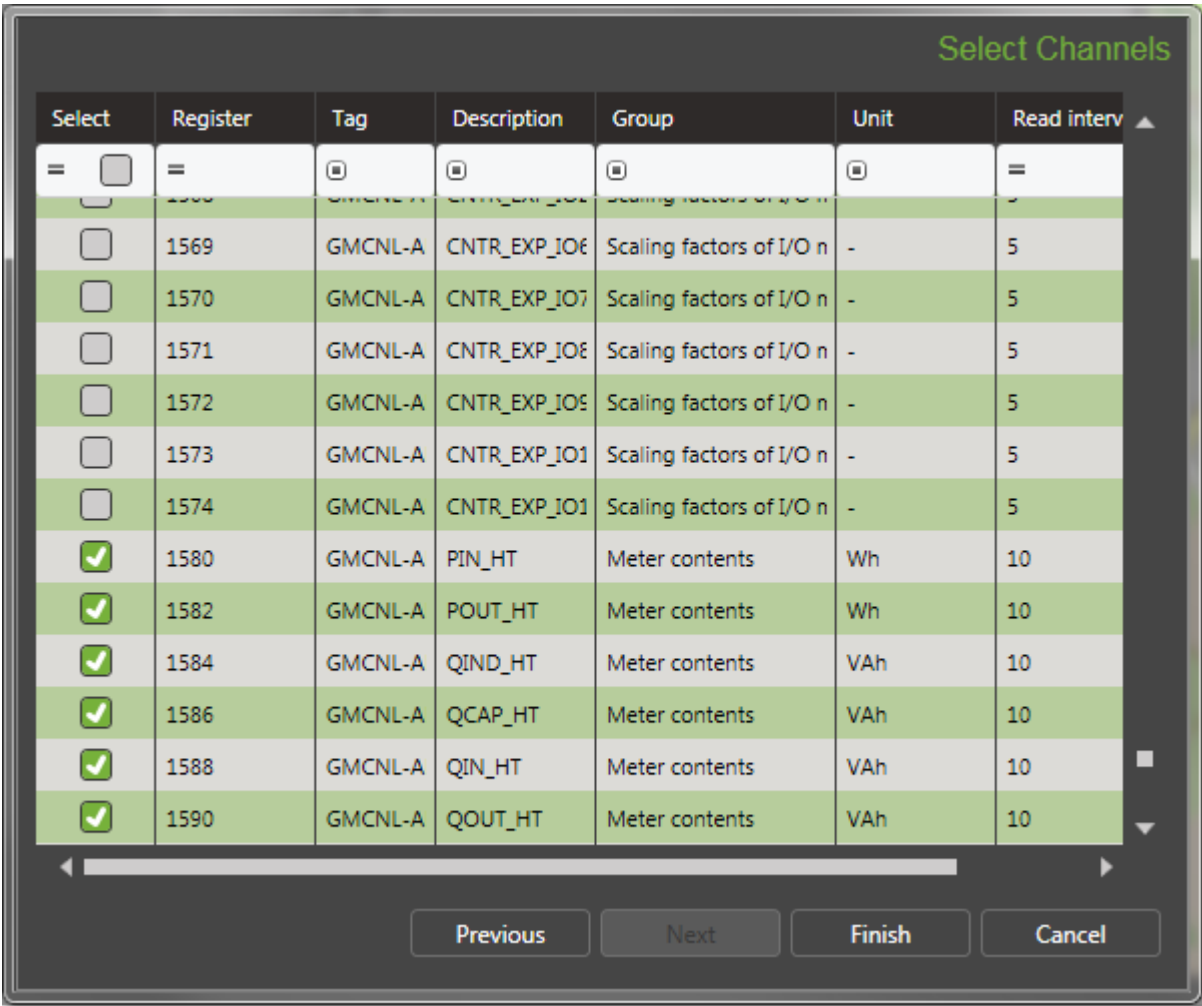 Select Channels
Select Register Tag Description Group Unit Read interv
= = =
1569 GMCNL-A CNTR_EXP_IO6 Scaling factors of I/O n - 5
1570 GMCNL-A CNTR_EXP_IO7 Scaling factors of I/O n - 5
1571 GMCNL-A CNTR_EXP_IO8 Scaling factors of I/O n - 5
1572 GMCNL-A CNTR_EXP_IO9 Scaling factors of I/O n - 5
1573 GMCNL-A CNTR_EXP_IO1 Scaling factors of I/O n - 5
1574 GMCNL-A CNTR_EXP_IO1 Scaling factors of I/O n - 5
1580 GMCNL-A PIN_HT Meter contents Wh 10
1582 GMCNL-A POUT_HT Meter contents Wh 10
1584 GMCNL-A QIND_HT Meter contents VAh 10
1586 GMCNL-A QCAP_HT Meter contents VAh 10
1588 GMCNL-A QIN_HT Meter contents VAh 10
1590 GMCNL-A QOUT_HT Meter contents VAh 10
Previous Next Finish Cancel